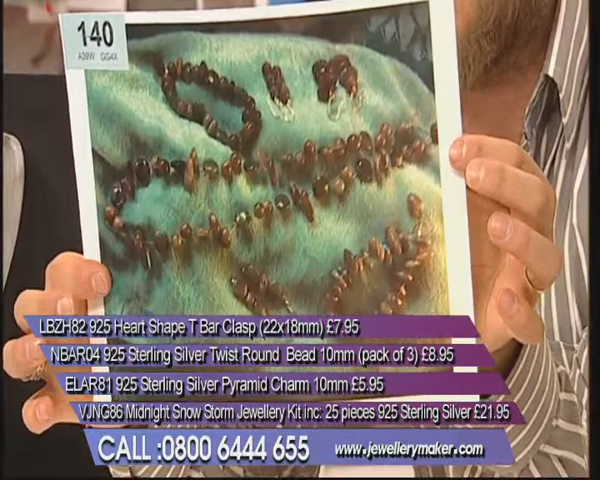 140
A39W GG4X
LBZH82 925 Heart Shape T Bar Clasp (22x18mm) £7.95
NBAR04 925 Sterling Silver Twist Round Bead 10mm (pack of 3) £8.95
ELAR81 925 Sterling Silver Pyramid Charm 10mm £5.95
VJNG86 Midnight Snow Storm Jewellery Kit inc: 25 pieces 925 Sterling Silver £21.95
CALL :0800 6444 655 www.jewellerymaker.com